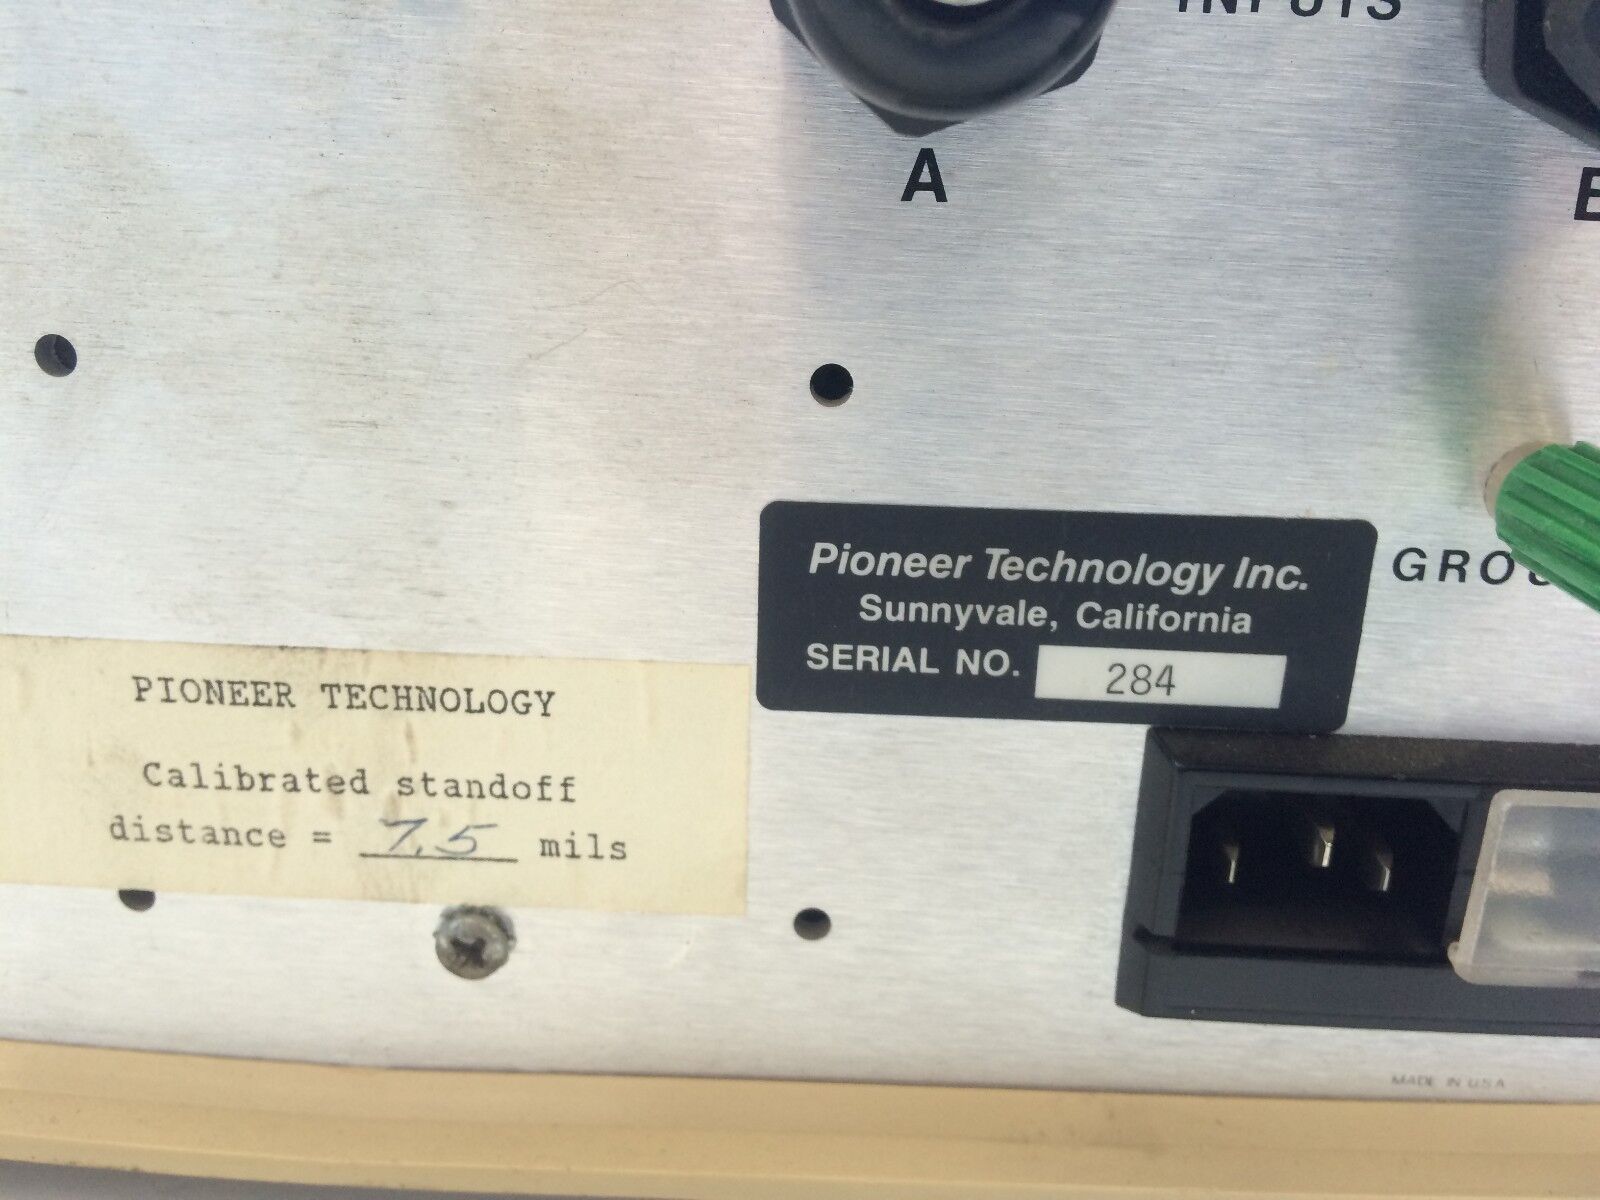 INPUTS
A
Pioneer Technology Inc.
Sunnyvale, California
SERIAL NO. 284
PIONEER TECHNOLOGY
Calibrated standoff
distance = 7.5 mils
MADE IN USA